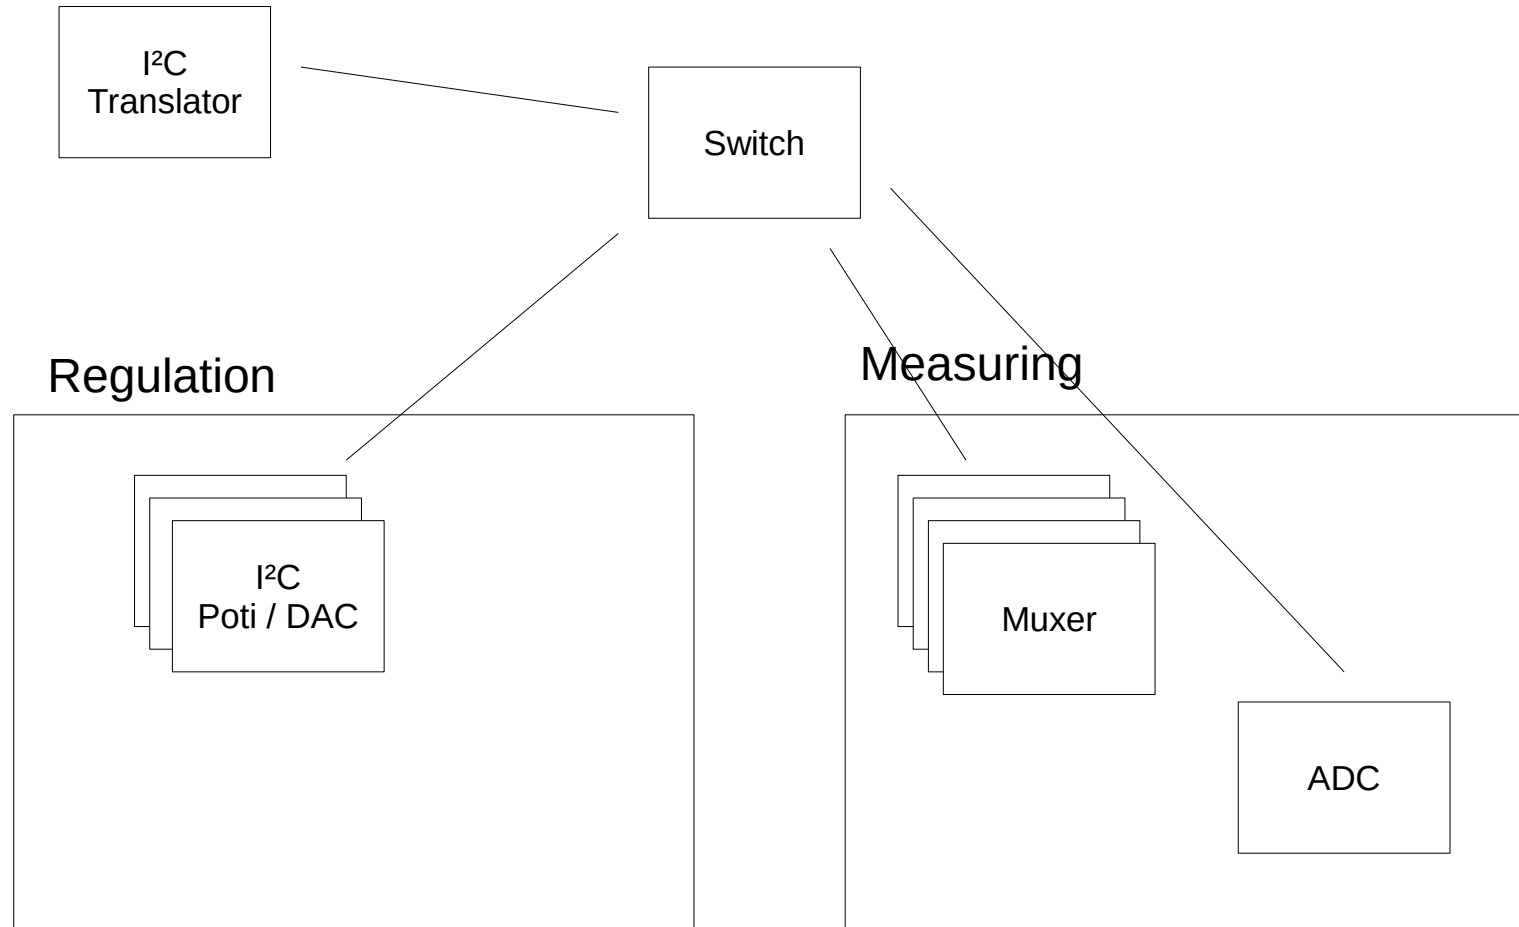 I²C
Translator
Switch
Regulation
Measuring
I²C
Poti / DAC
Muxer
ADC